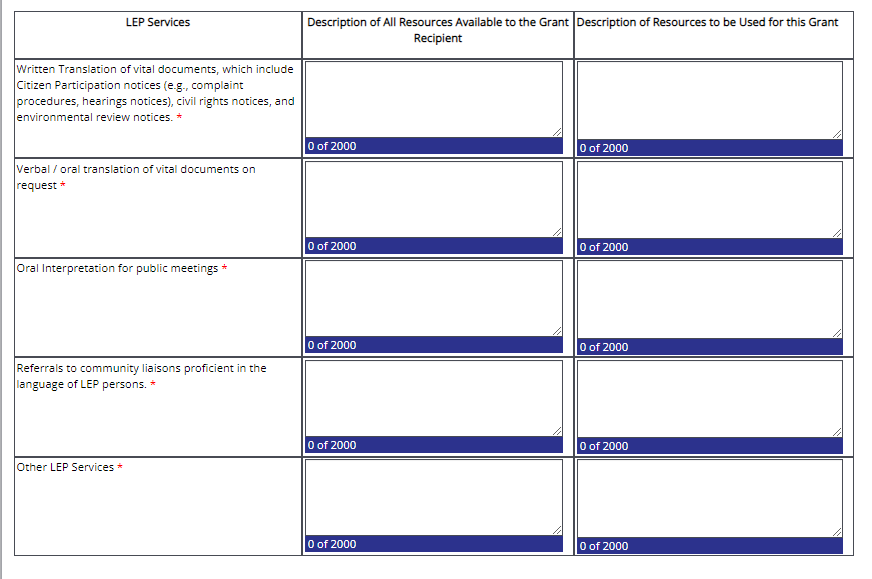 LEP Services
Description of All Resources Available to the Grant
Recipient
Description of Resources to be Used for this Grant
Written Translation of vital documents, which include
Citizen Participation notices (e.g., complaint
procedures, hearings notices), civil rights notices, and
environmental review notices. *
0 of 2000
0 of 2000
Verbal / oral translation of vital documents on
request *
0 of 2000
0 of 2000
Oral Interpretation for public meetings *
0 of 2000
0 of 2000
Referrals to community liaisons proficient in the
language of LEP persons. *
0 of 2000
0 of 2000
Other LEP Services *
0 of 2000
0 of 2000